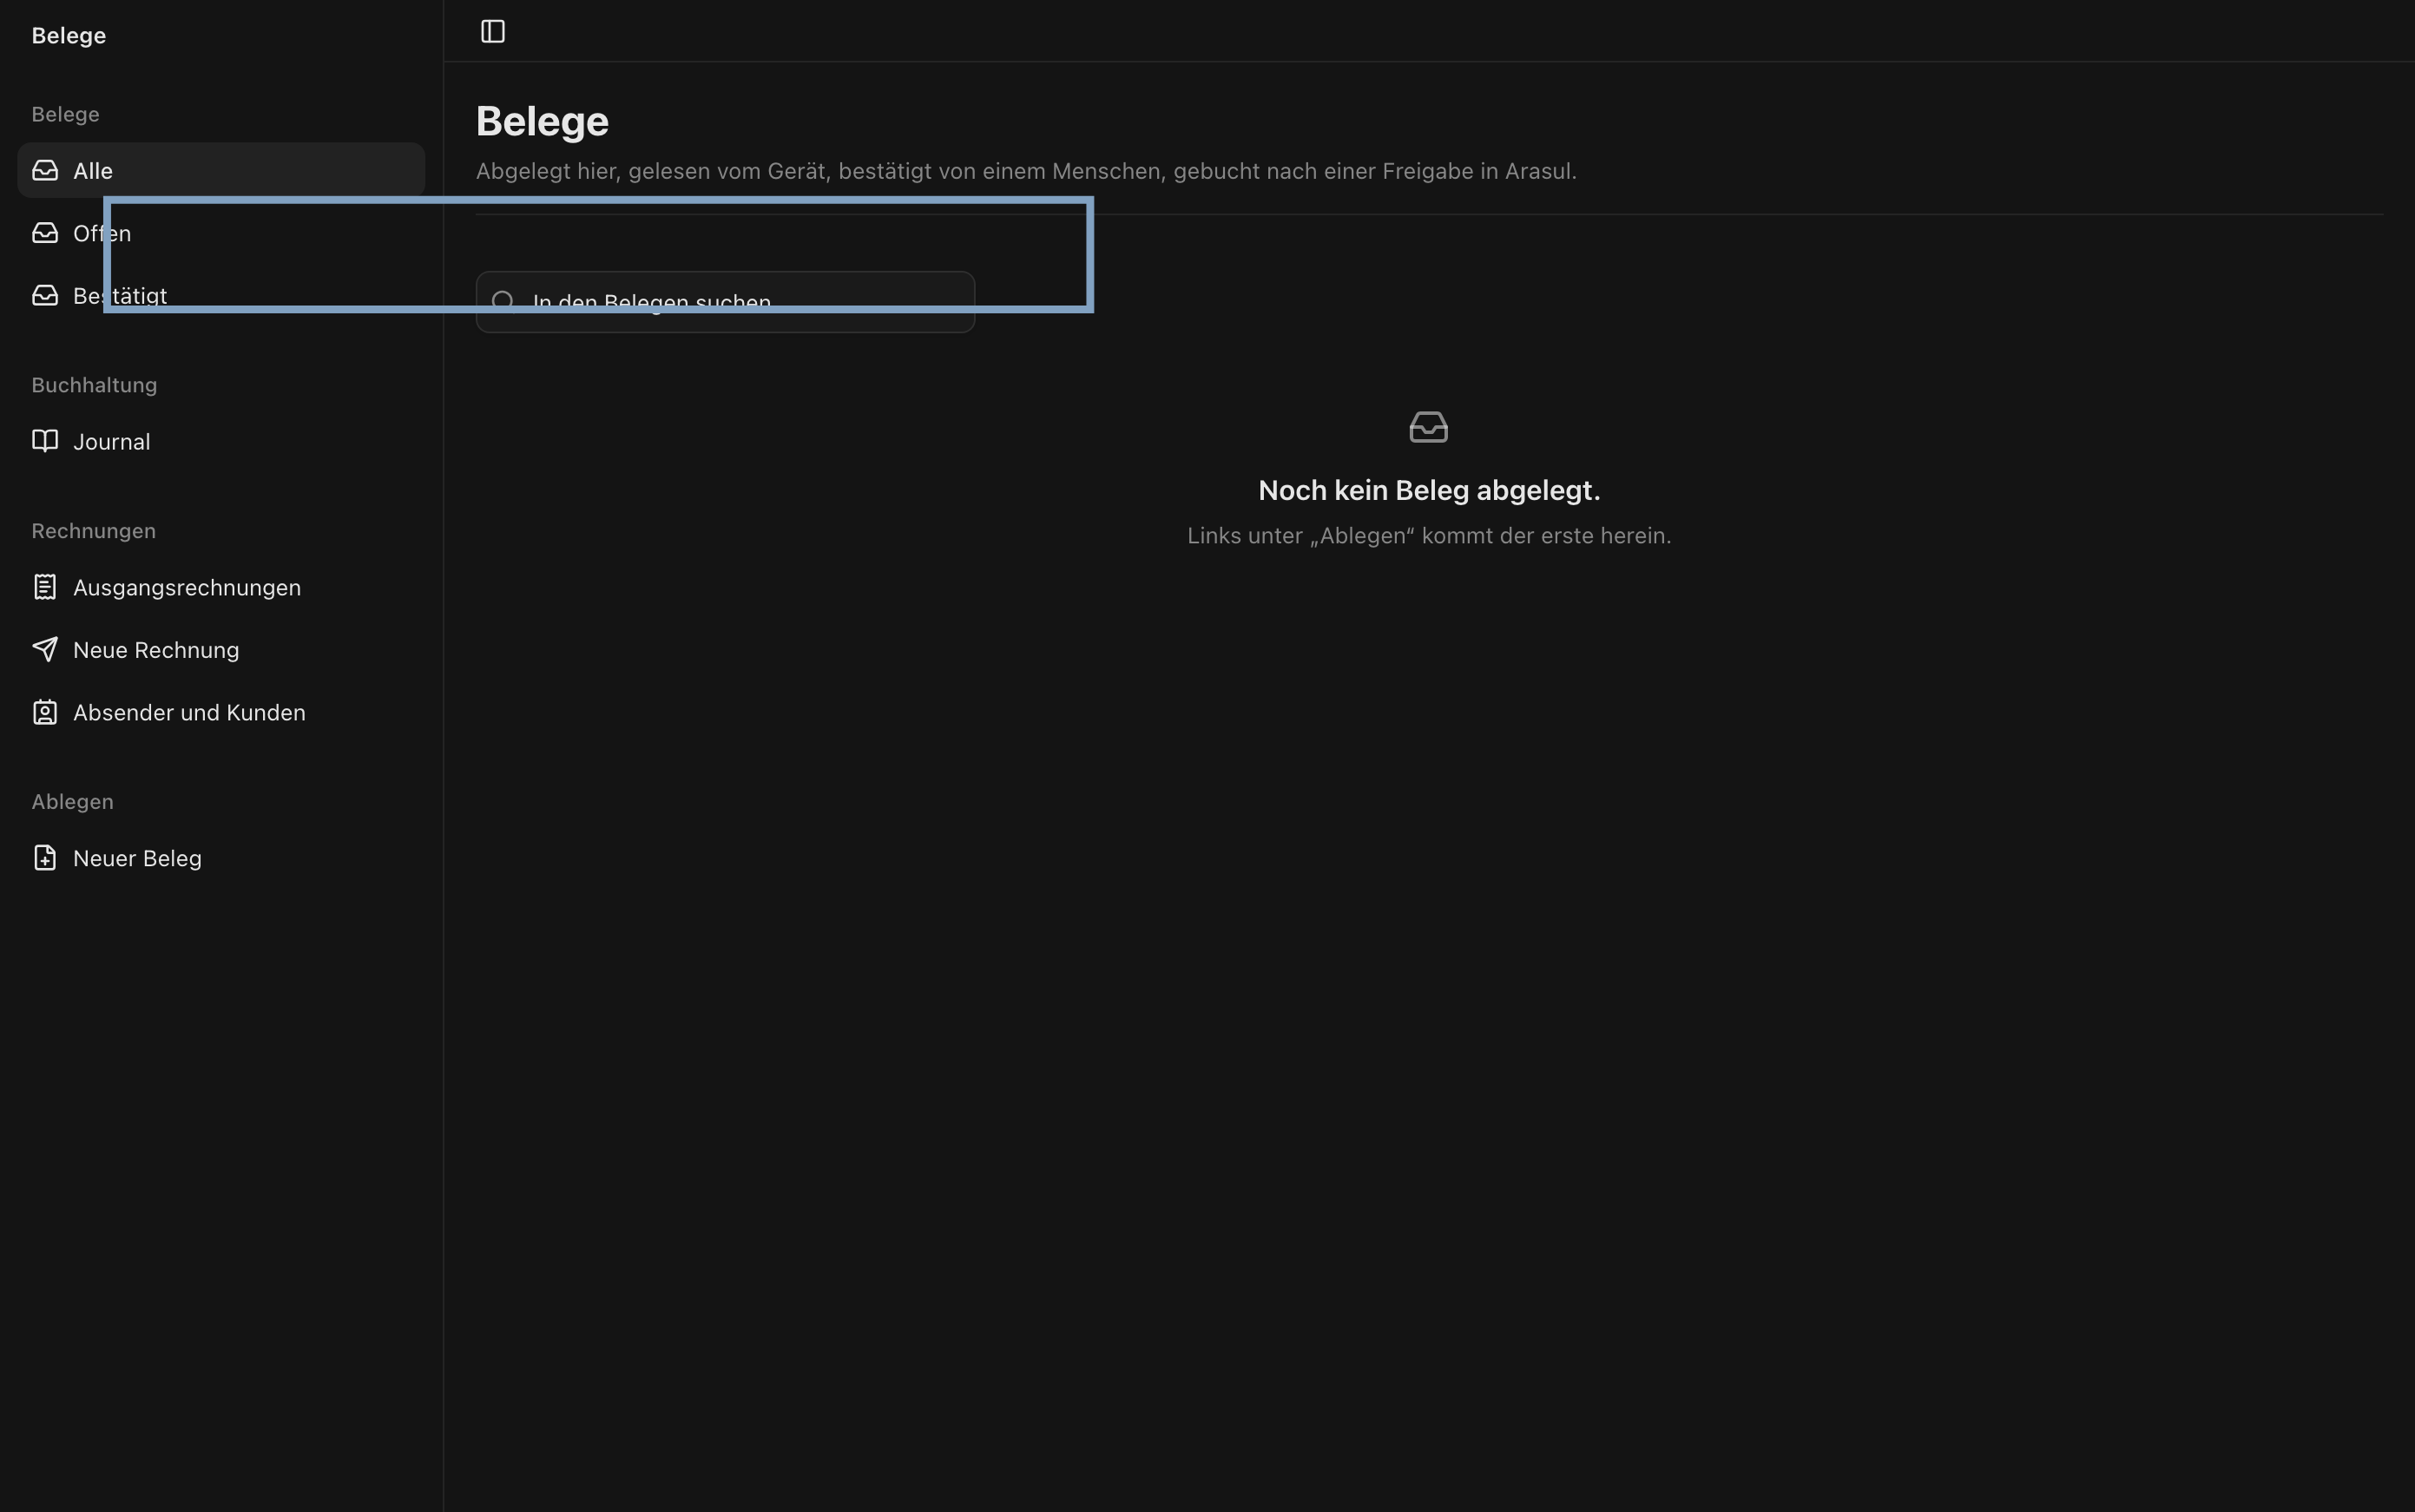 Belege
Belege
Alle
Offen
Bestätigt
Buchhaltung
Journal
Rechnungen
Ausgangsrechnungen
Neue Rechnung
Absender und Kunden
Ablegen
Neuer Beleg
Belege
Abgelegt hier, gelesen vom Gerät, bestätigt von einem Menschen, gebucht nach einer Freigabe in Arasul.
In den Belegen suchen
Noch kein Beleg abgelegt.
Links unter „Ablegen“ kommt der erste herein.